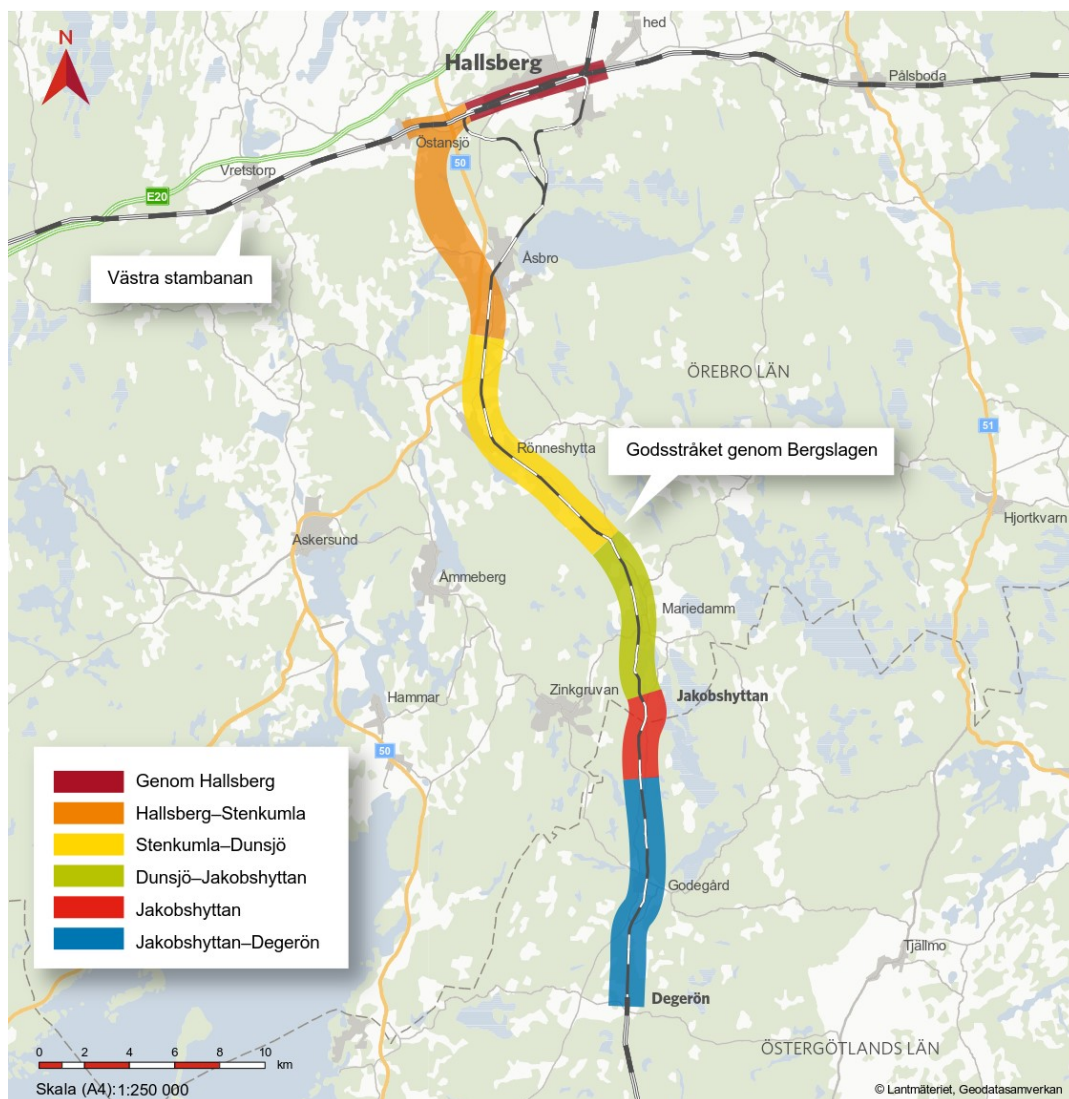 N
hed
Hallsberg
Pålsboda
Östansjö
50
Vretstorp
E20
Åsbro
Västra stambanan
ÖREBRO LÄN
51
Rönneshytta
Godsstråket genom Bergslagen
Hjortkvarn
Askersund
Åmmeberg
Mariedamm
Zinkgruvan
Jakobshyttan
Hammar
50
Genom Hallsberg
Hallsberg–Stenkumla
Stenkumla–Dunsjö
Dunsjö–Jakobshyttan
Jakobshyttan
Jakobshyttan–Degerön
Godegård
Tjällmo
Degerön
ÖSTERGÖTLANDS LÄN
0 2 4 6 8 10
km
Skala (A4):1:250 000
© Lantmäteriet, Geodatasamverkan